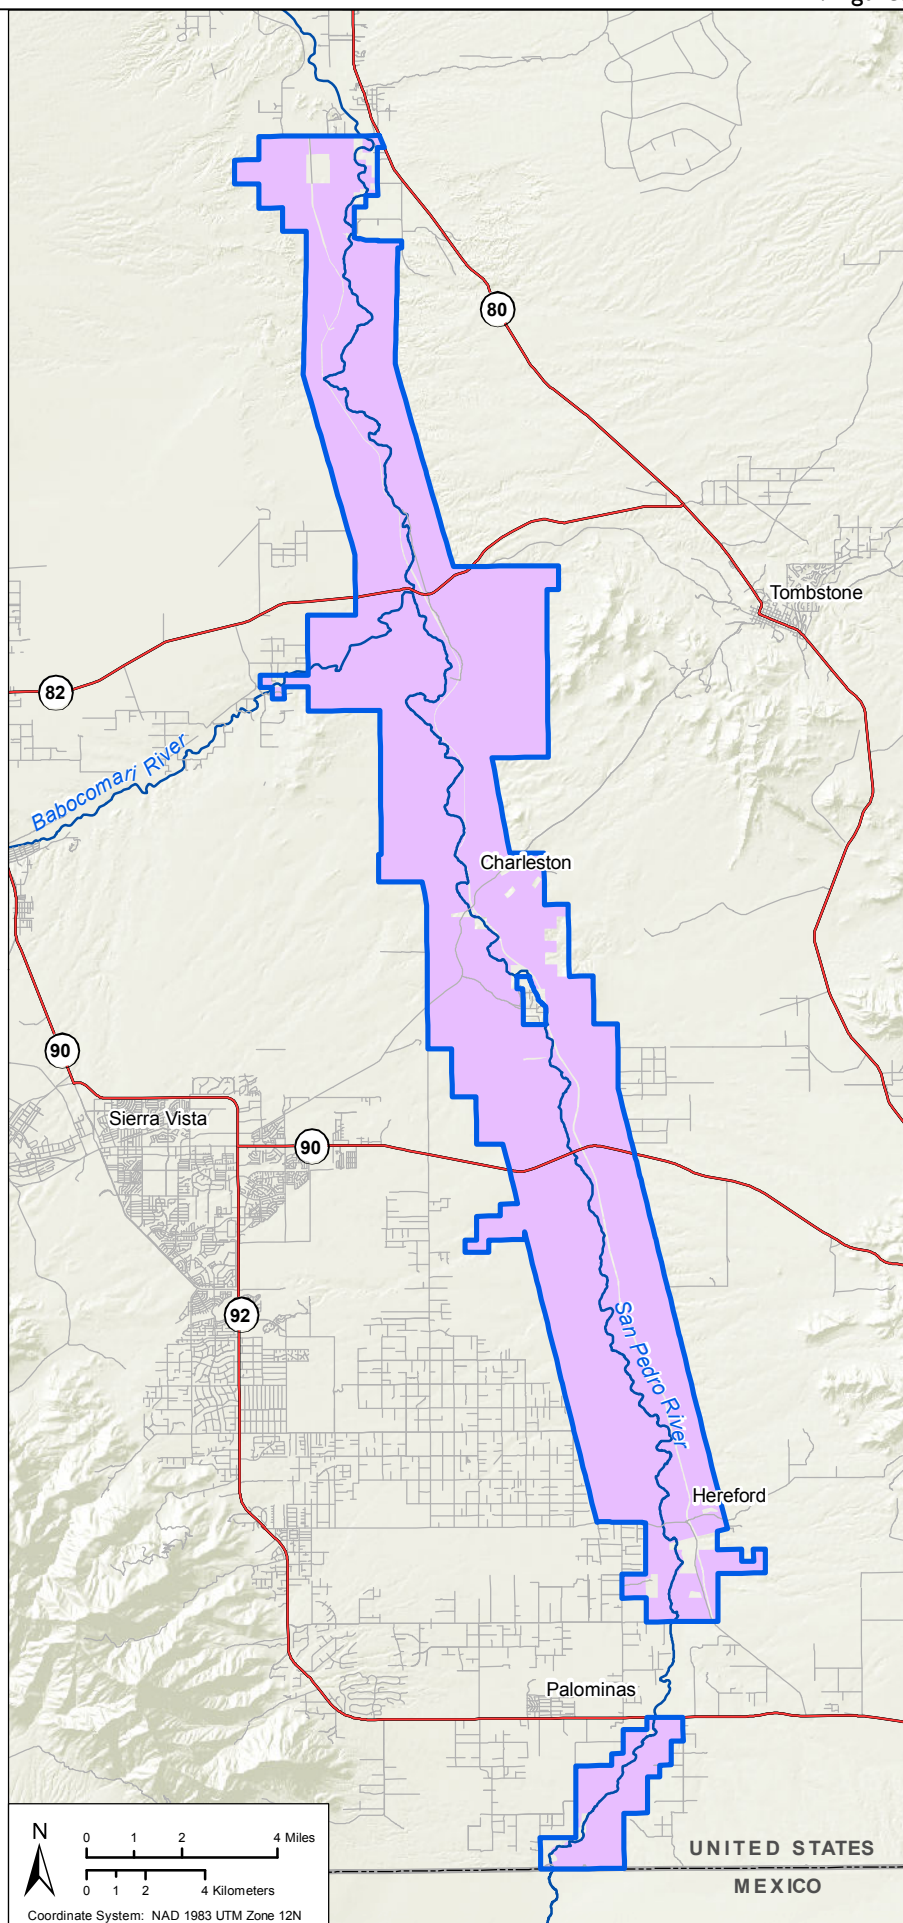 80
Tombstone
82
Babocomari River
Charleston
90
Sierra Vista
90
92
San Pedro River
Hereford
Palominas
UNITED STATES
MEXICO
N
0 1 2 4 Miles
0 1 2 4 Kilometers
Coordinate System: NAD 1983 UTM Zone 12N